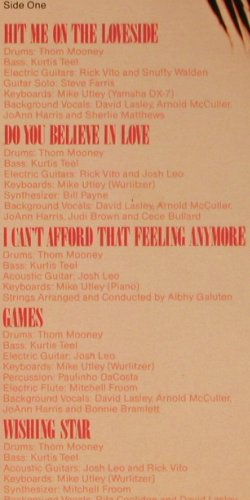 Side One
HIT ME ON THE LOVESIDE
Drums: Thom Mooney
Bass: Kurtis Teel
Electric Guitars: Rick Vito and Snuffy Walden
Guitar Solo: Steve Farris
Keyboards: Mike Utley (Yamaha DX-7)
Background Vocals: David Lasley, Arnold McCuller,
JoAnn Harris and Sherlie Matthews
DO YOU BELIEVE IN LOVE
Drums: Thom Mooney
Bass: Kurtis Teel
Electric Guitars: Rick Vito and Josh Leo
Keyboards: Mike Utley (Wurlitzer)
Synthesizer: Bill Payne
Background Vocals: David Lasley, Arnold McCuller,
JoAnn Harris, Judi Brown and Cece Bullard
I CAN'T AFFORD THAT FEELING ANYMORE
Drums: Thom Mooney
Bass: Kurtis Teel
Acoustic Guitar: Josh Leo
Keyboards: Mike Utley (Piano)
Strings Arranged and Conducted by Albhy Galuten
GAMES
Drums: Thom Mooney
Bass: Kurtis Teel
Electric Guitar: Josh Leo
Keyboards: Mike Utley (Wurlitzer)
Percussion: Paulinho DaCosta
Electric Flute: Mitchell Froom
Background Vocals: David Lasley, Arnold McCuller,
JoAnn Harris and Bonnie Bramlett
WISHING STAR
Drums: Thom Mooney
Bass: Kurtis Teel
Acoustic Guitars: Josh Leo and Rick Vito
Keyboards: Mike Utley (Wurlitzer)
Synthesizer: Mitchell Froom